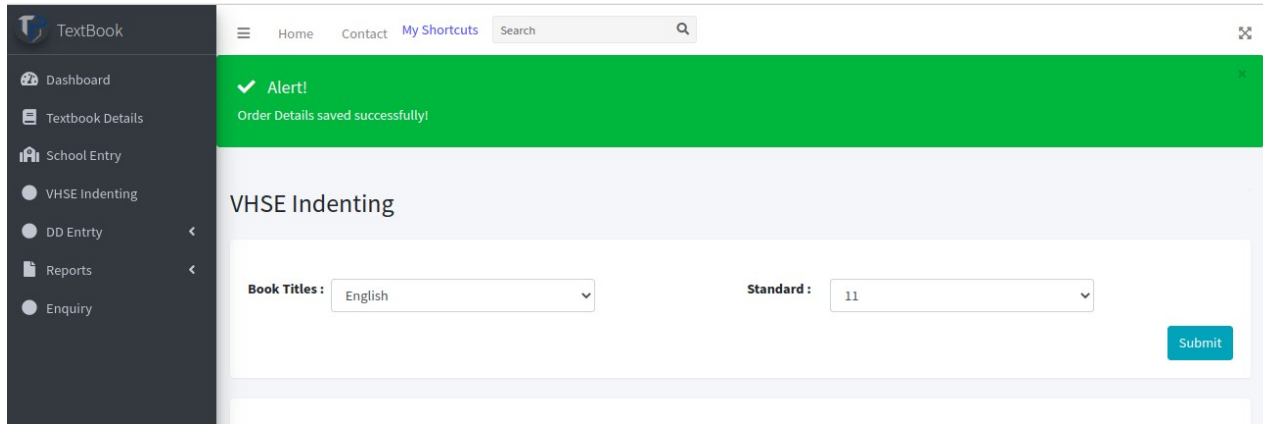 TextBook
Home Contact My Shortcuts Search
Dashboard
Textbook Details
School Entry
VHSE Indenting
DD Entrty
Reports
Enquiry
Alert!
Order Details saved successfully!
VHSE Indenting
Book Titles : English Standard : 11
Submit